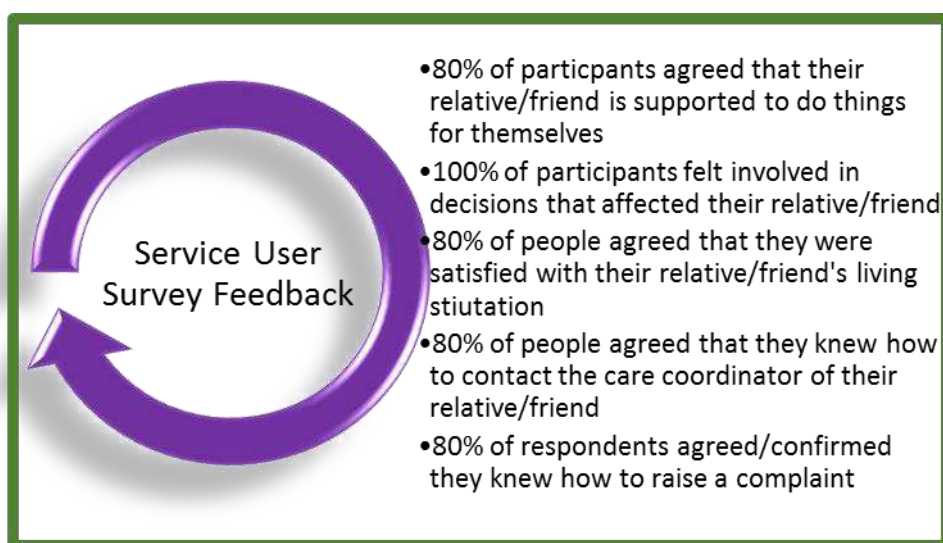 Service User
Survey Feedback
•80% of particpants agreed that their
relative/friend is supported to do things
for themselves
•100% of participants felt involved in
decisions that affected their relative/friend
•80% of people agreed that they were
satisfied with their relative/friend's living
stiutation
•80% of people agreed that they knew how
to contact the care coordinator of their
relative/friend
•80% of respondents agreed/confirmed
they knew how to raise a complaint